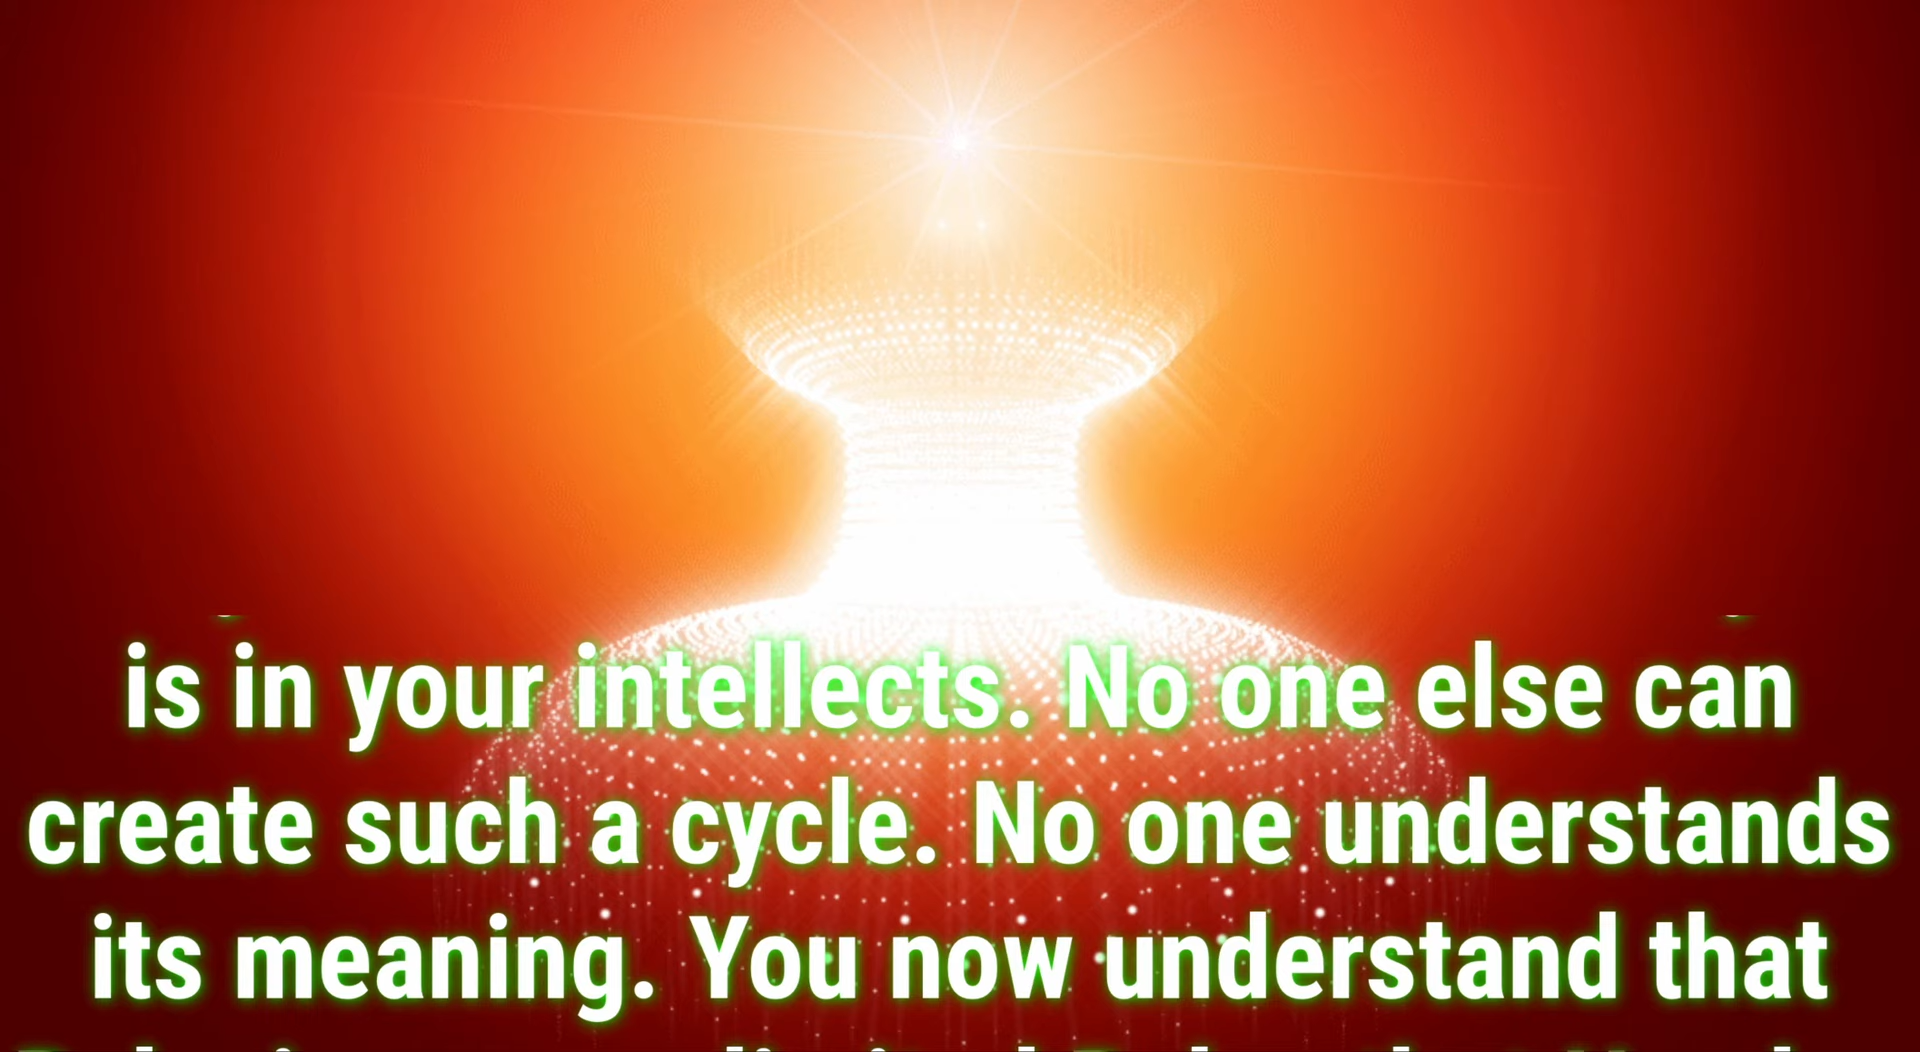 is in your intellects. No one else can
create such a cycle. No one understands
its meaning. You now understand that